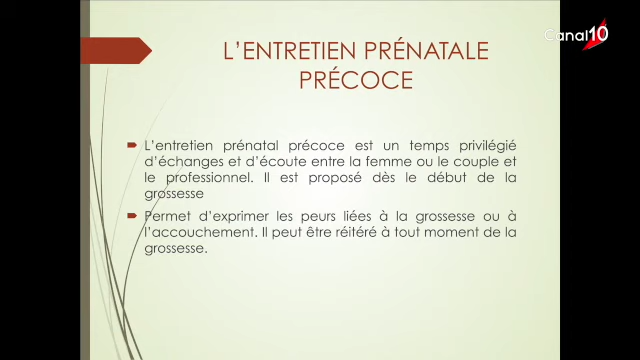 Canal10
L'ENTRETIEN PRÉNATALE
PRÉCOCE
L'entretien prénatal précoce est un temps privilégié
d'échanges et d'écoute entre la femme ou le couple et
le professionnel. Il est proposé dès le début de la
grossesse
Permet d'exprimer les peurs liées à la grossesse ou à
l'accouchement. Il peut être réitéré à tout moment de la
grossesse.